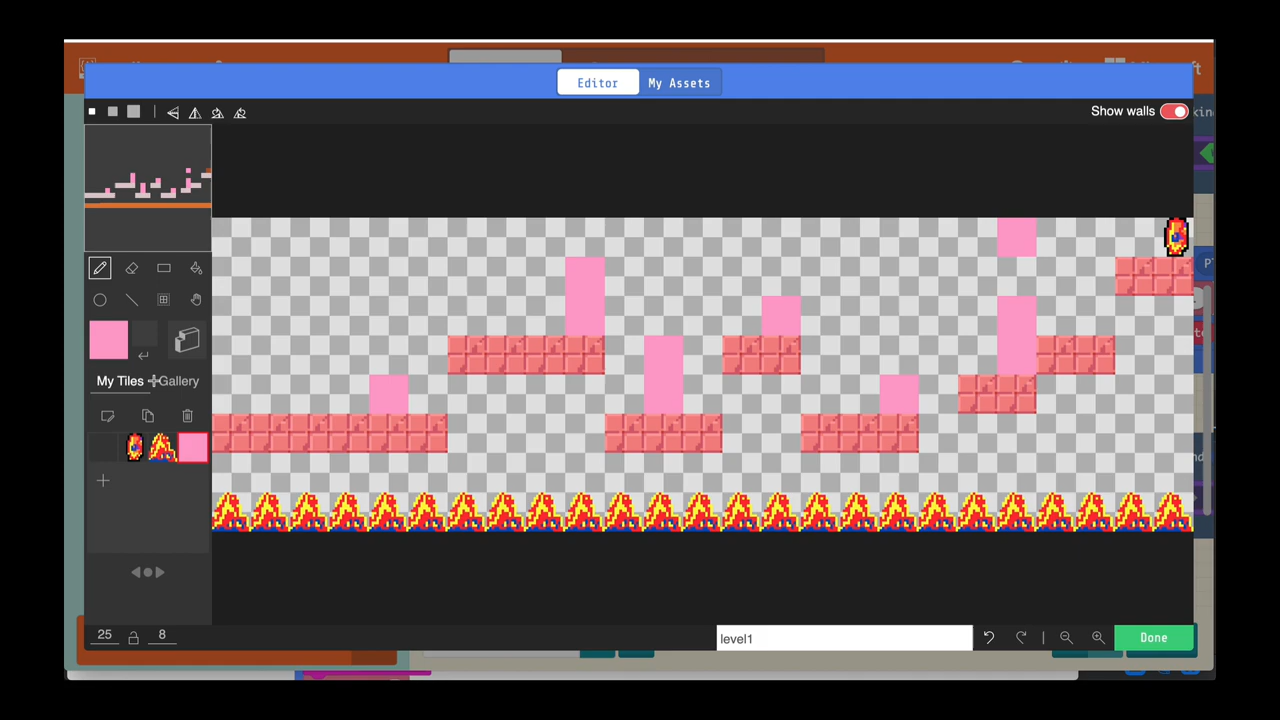 Editor
My Assets
Show walls
My Tiles
Gallery
25
8
level1
Done